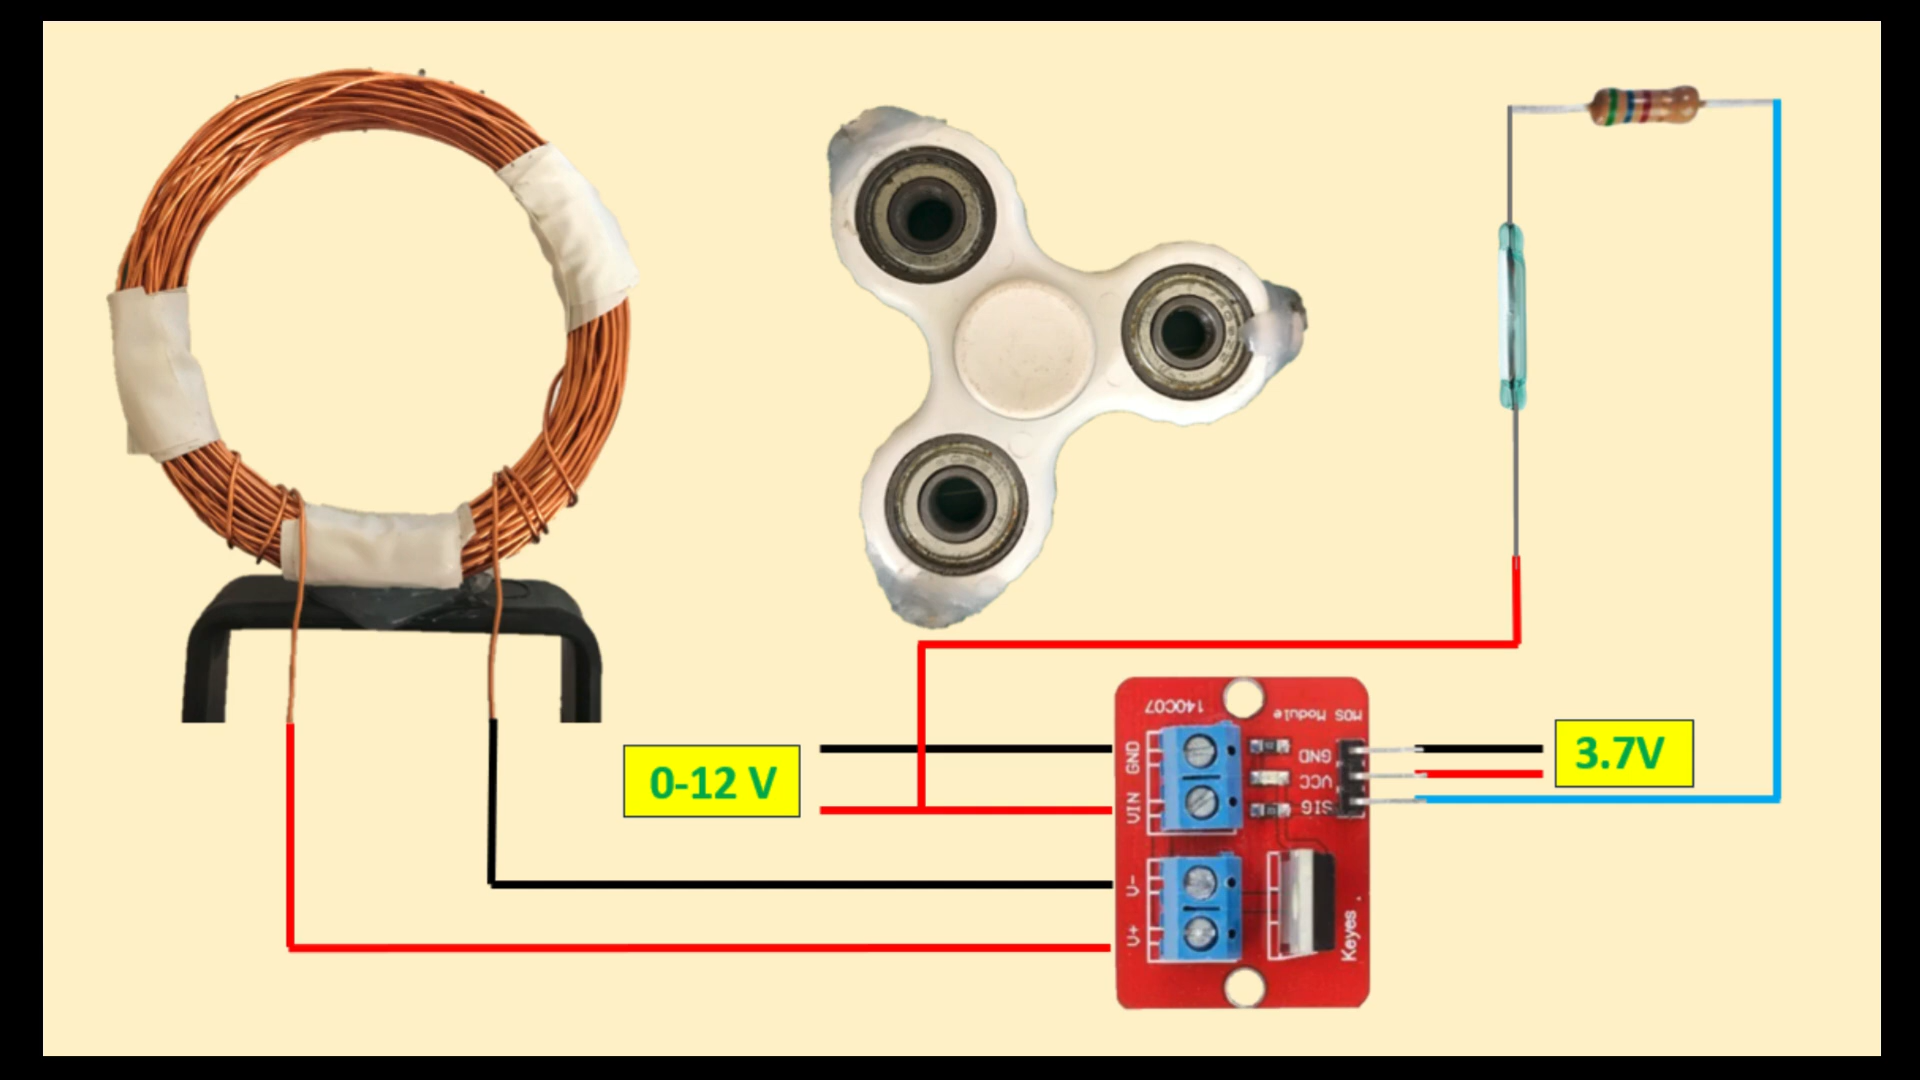 140C07
MOS Module
GND
GND
VCC
VIN
SIG
0-12 V
3.7V
V-
V+
Keyes .